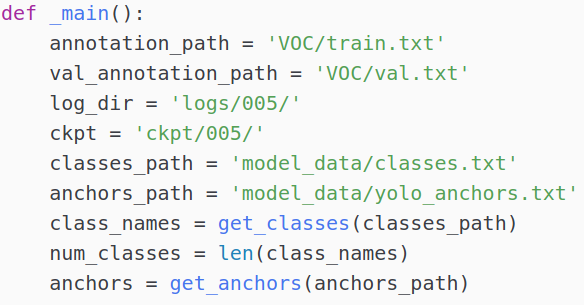 def _main():
    annotation_path = 'VOC/train.txt'
    val_annotation_path = 'VOC/val.txt'
    log_dir = 'logs/005/'
    ckpt = 'ckpt/005/'
    classes_path = 'model_data/classes.txt'
    anchors_path = 'model_data/yolo_anchors.txt'
    class_names = get_classes(classes_path)
    num_classes = len(class_names)
    anchors = get_anchors(anchors_path)